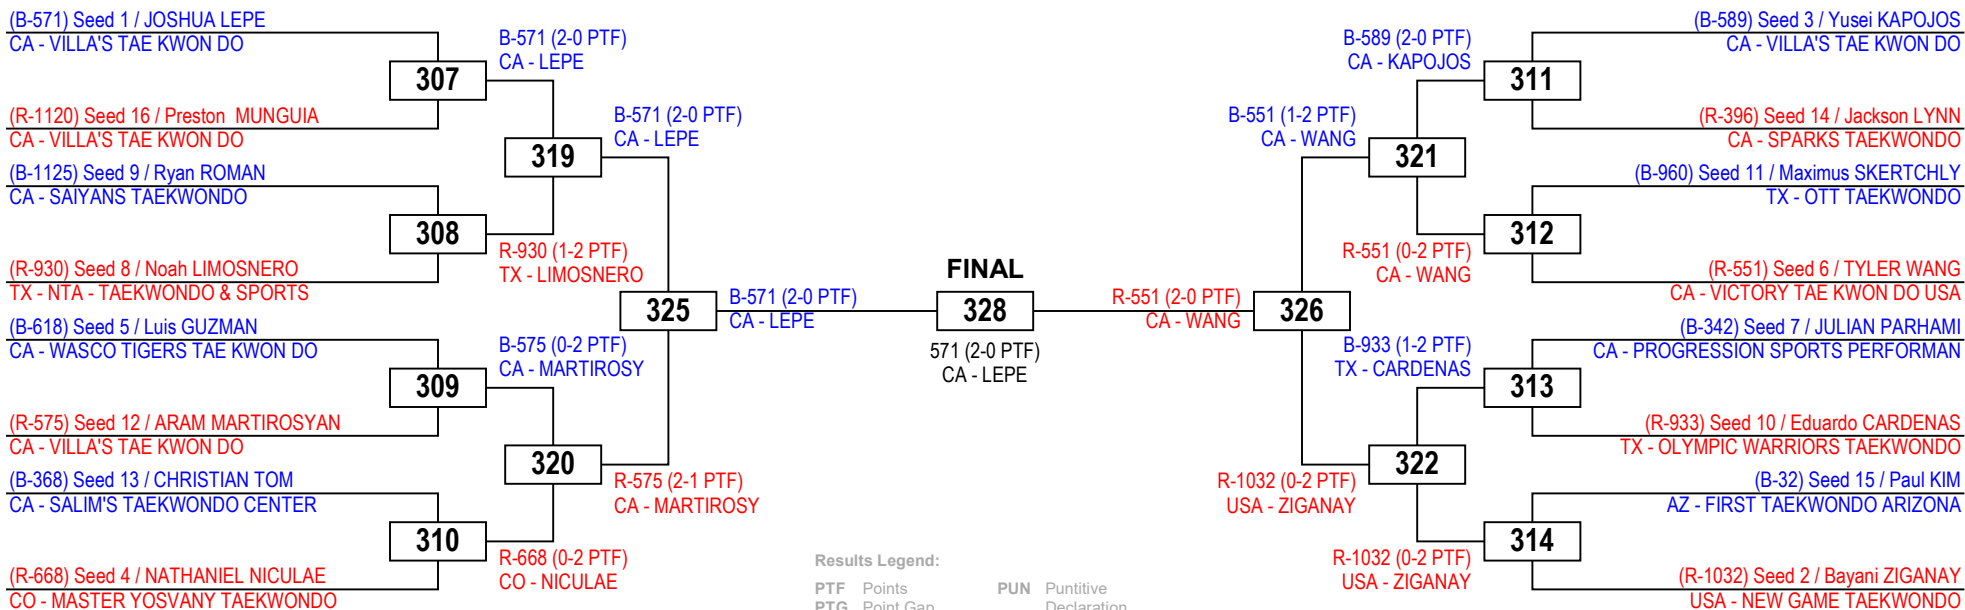 (B-571) Seed 1 / JOSHUA LEPE
CA - VILLA'S TAE KWON DO
307
(R-1120) Seed 16 / Preston  MUNGUIA
CA - VILLA'S TAE KWON DO
B-571 (2-0 PTF)
CA - LEPE
(B-1125) Seed 9 / Ryan ROMAN
CA - SAIYANS TAEKWONDO
308
(R-930) Seed 8 / Noah LIMOSNERO
TX - NTA - TAEKWONDO & SPORTS
R-930 (1-2 PTF)
TX - LIMOSNERO
319
B-571 (2-0 PTF)
CA - LEPE
(B-618) Seed 5 / Luis GUZMAN
CA - WASCO TIGERS TAE KWON DO
309
(R-575) Seed 12 / ARAM MARTIROSYAN
CA - VILLA'S TAE KWON DO
B-575 (0-2 PTF)
CA - MARTIROSY
(B-368) Seed 13 / CHRISTIAN TOM
CA - SALIM'S TAEKWONDO CENTER
310
(R-668) Seed 4 / NATHANIEL NICULAE
CO - MASTER YOSVANY TAEKWONDO
R-668 (0-2 PTF)
CO - NICULAE
320
R-575 (2-1 PTF)
CA - MARTIROSY
325
B-571 (2-0 PTF)
CA - LEPE
FINAL
328
571 (2-0 PTF)
CA - LEPE
R-551 (2-0 PTF)
CA - WANG
326
B-551 (1-2 PTF)
CA - WANG
321
B-589 (2-0 PTF)
CA - KAPOJOS
311
(B-589) Seed 3 / Yusei KAPOJOS
CA - VILLA'S TAE KWON DO
(R-396) Seed 14 / Jackson LYNN
CA - SPARKS TAEKWONDO
R-551 (0-2 PTF)
CA - WANG
312
(B-960) Seed 11 / Maximus SKERTCHLY
TX - OTT TAEKWONDO
(R-551) Seed 6 / TYLER WANG
CA - VICTORY TAE KWON DO USA
R-1032 (0-2 PTF)
USA - ZIGANAY
322
B-933 (1-2 PTF)
TX - CARDENAS
313
(B-342) Seed 7 / JULIAN PARHAMI
CA - PROGRESSION SPORTS PERFORMAN
(R-933) Seed 10 / Eduardo CARDENAS
TX - OLYMPIC WARRIORS TAEKWONDO
R-1032 (0-2 PTF)
USA - ZIGANAY
314
(B-32) Seed 15 / Paul KIM
AZ - FIRST TAEKWONDO ARIZONA
(R-1032) Seed 2 / Bayani ZIGANAY
USA - NEW GAME TAEKWONDO
Results Legend:
PTF Points PUN Puntitive
PTG Point Gap Declaration